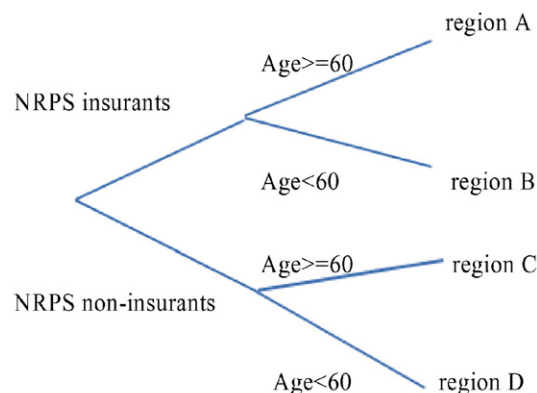 region A
Age>=60
NRPS insurants
Age<60
region B
Age>=60
region C
NRPS non-insurants
Age<60
region D